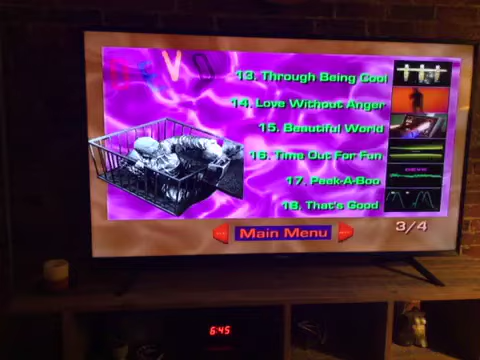 13. Through Being Cool
14. Love Without Anger
15. Beautiful World
16. Time Out For Fun
17. Peek-A-Boo
18. That's Good
Main Menu
3/4
6:45